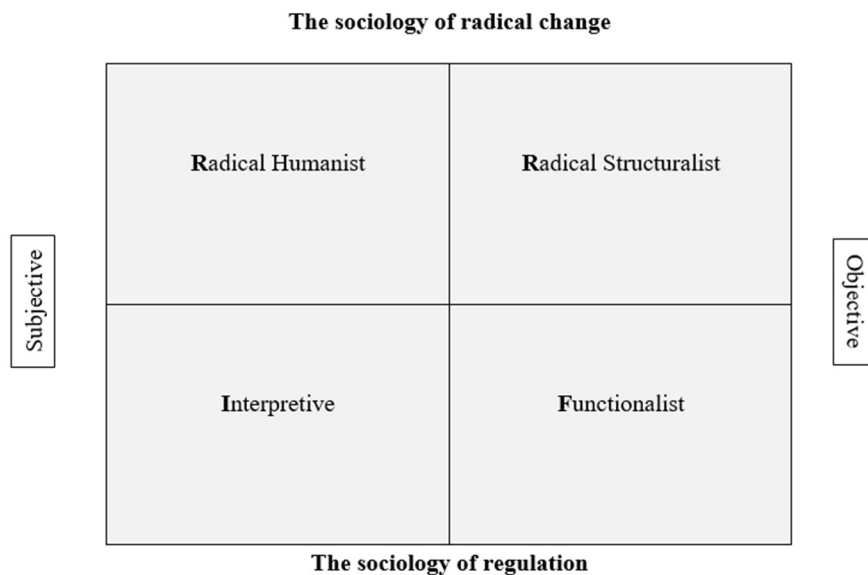 The sociology of radical change
Radical Humanist
Radical Structuralist
Subjective
Objective
Interpretive
Functionalist
The sociology of regulation